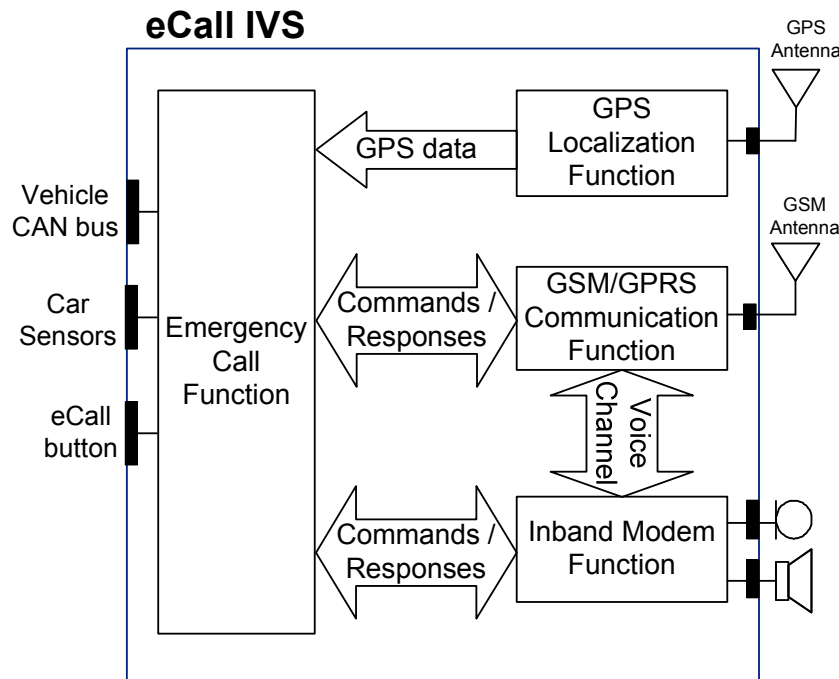 eCall IVS
GPS
Antenna
GPS
Localization
Function
GPS data
Vehicle
CAN bus
GSM
Antenna
Car
Sensors
Emergency
Call
Function
Commands /
Responses
GSM/GPRS
Communication
Function
eCall
button
Voice
Channel
Commands /
Responses
Inband Modem
Function